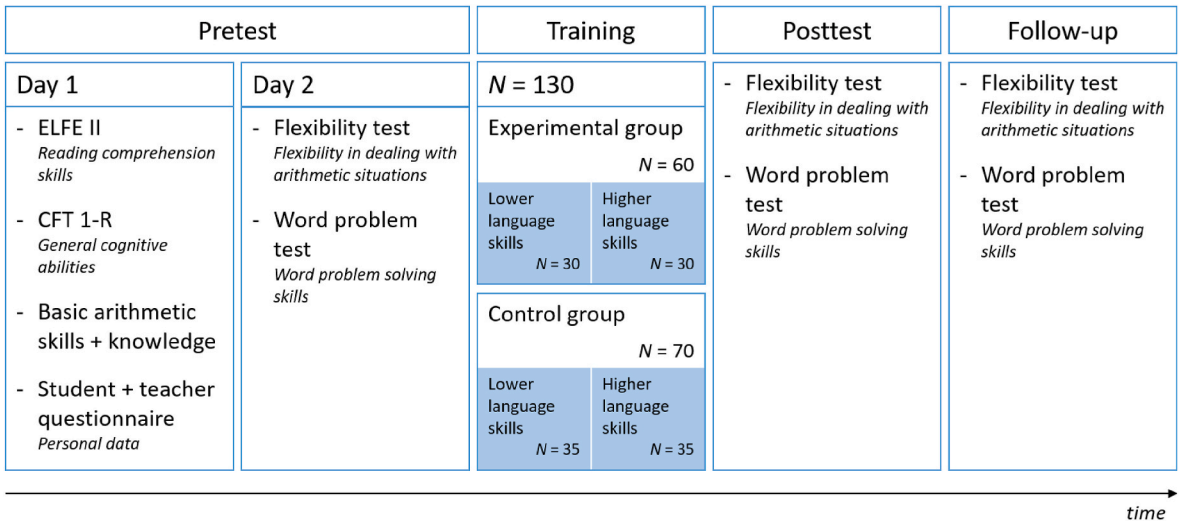 Pretest
Training
Posttest
Follow-up
Day 1
- ELFE II
Reading comprehension
skills
- CFT 1-R
General cognitive
abilities
- Basic arithmetic
skills + knowledge
- Student + teacher
questionnaire
Personal data
Day 2
- Flexibility test
Flexibility in dealing with
arithmetic situations
- Word problem
test
Word problem solving
skills
N = 130
Experimental group
N = 60
Lower
language
skills
N = 30
Higher
language
skills
N = 30
Control group
N = 70
Lower
language
skills
N = 35
Higher
language
skills
N = 35
- Flexibility test
Flexibility in dealing with
arithmetic situations
- Word problem
test
Word problem solving
skills
- Flexibility test
Flexibility in dealing with
arithmetic situations
- Word problem
test
Word problem solving
skills
time